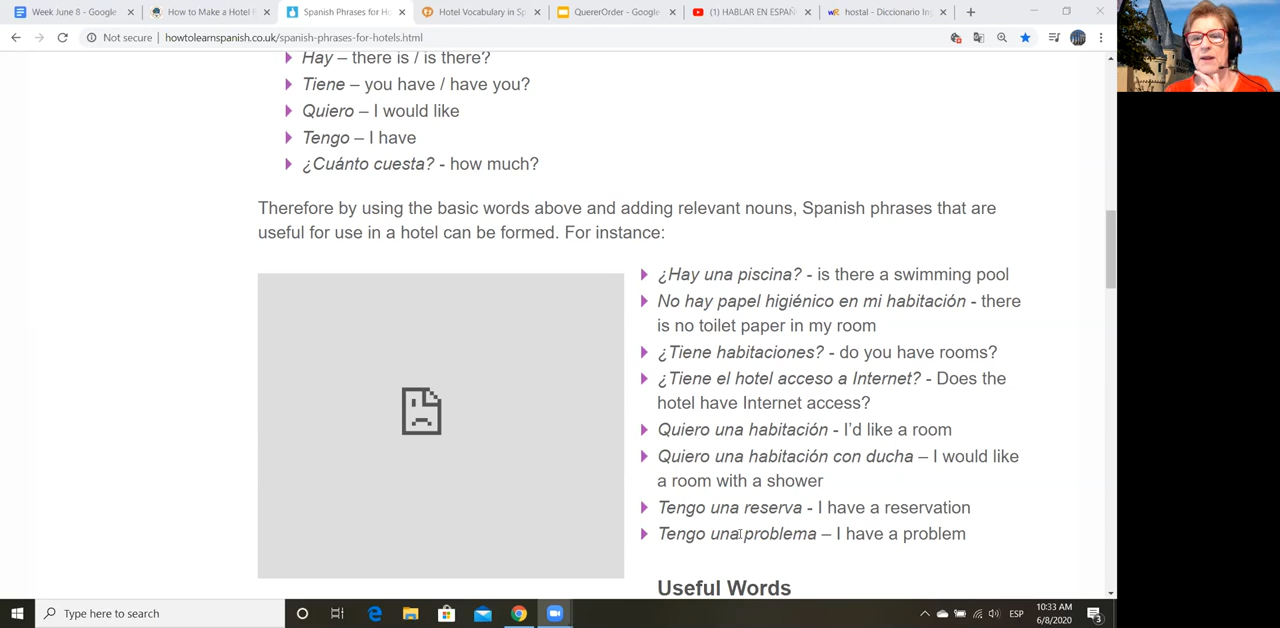 Week June 8 - Google
How to Make a Hotel R
Spanish Phrases for Ho
Hotel Vocabulary in Sp
QuererOrder - Google
(1) HABLAR EN ESPAÑ
hostal - Diccionario In
Not secure | howtolearnspanish.co.uk/spanish-phrases-for-hotels.html
Hay – there is / is there?
Tiene – you have / have you?
Quiero – I would like
Tengo – I have
¿Cuánto cuesta? - how much?
Therefore by using the basic words above and adding relevant nouns, Spanish phrases that are
useful for use in a hotel can be formed. For instance:
¿Hay una piscina? - is there a swimming pool
No hay papel higiénico en mi habitación - there
is no toilet paper in my room
¿Tiene habitaciones? - do you have rooms?
¿Tiene el hotel acceso a Internet? - Does the
hotel have Internet access?
Quiero una habitación - I'd like a room
Quiero una habitación con ducha – I would like
a room with a shower
Tengo una reserva - I have a reservation
Tengo una problema – I have a problem
Useful Words
Type here to search
ESP
10:33 AM
6/8/2020